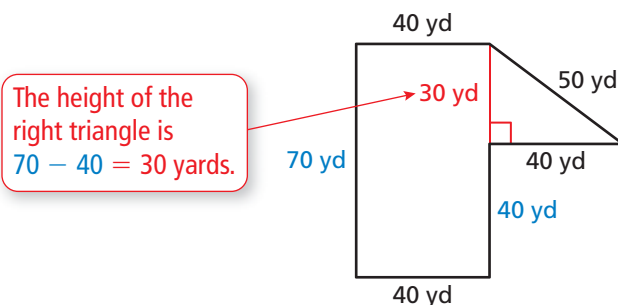 40 yd
The height of the
right triangle is
70 − 40 = 30 yards.
30 yd
50 yd
70 yd
40 yd
40 yd
40 yd